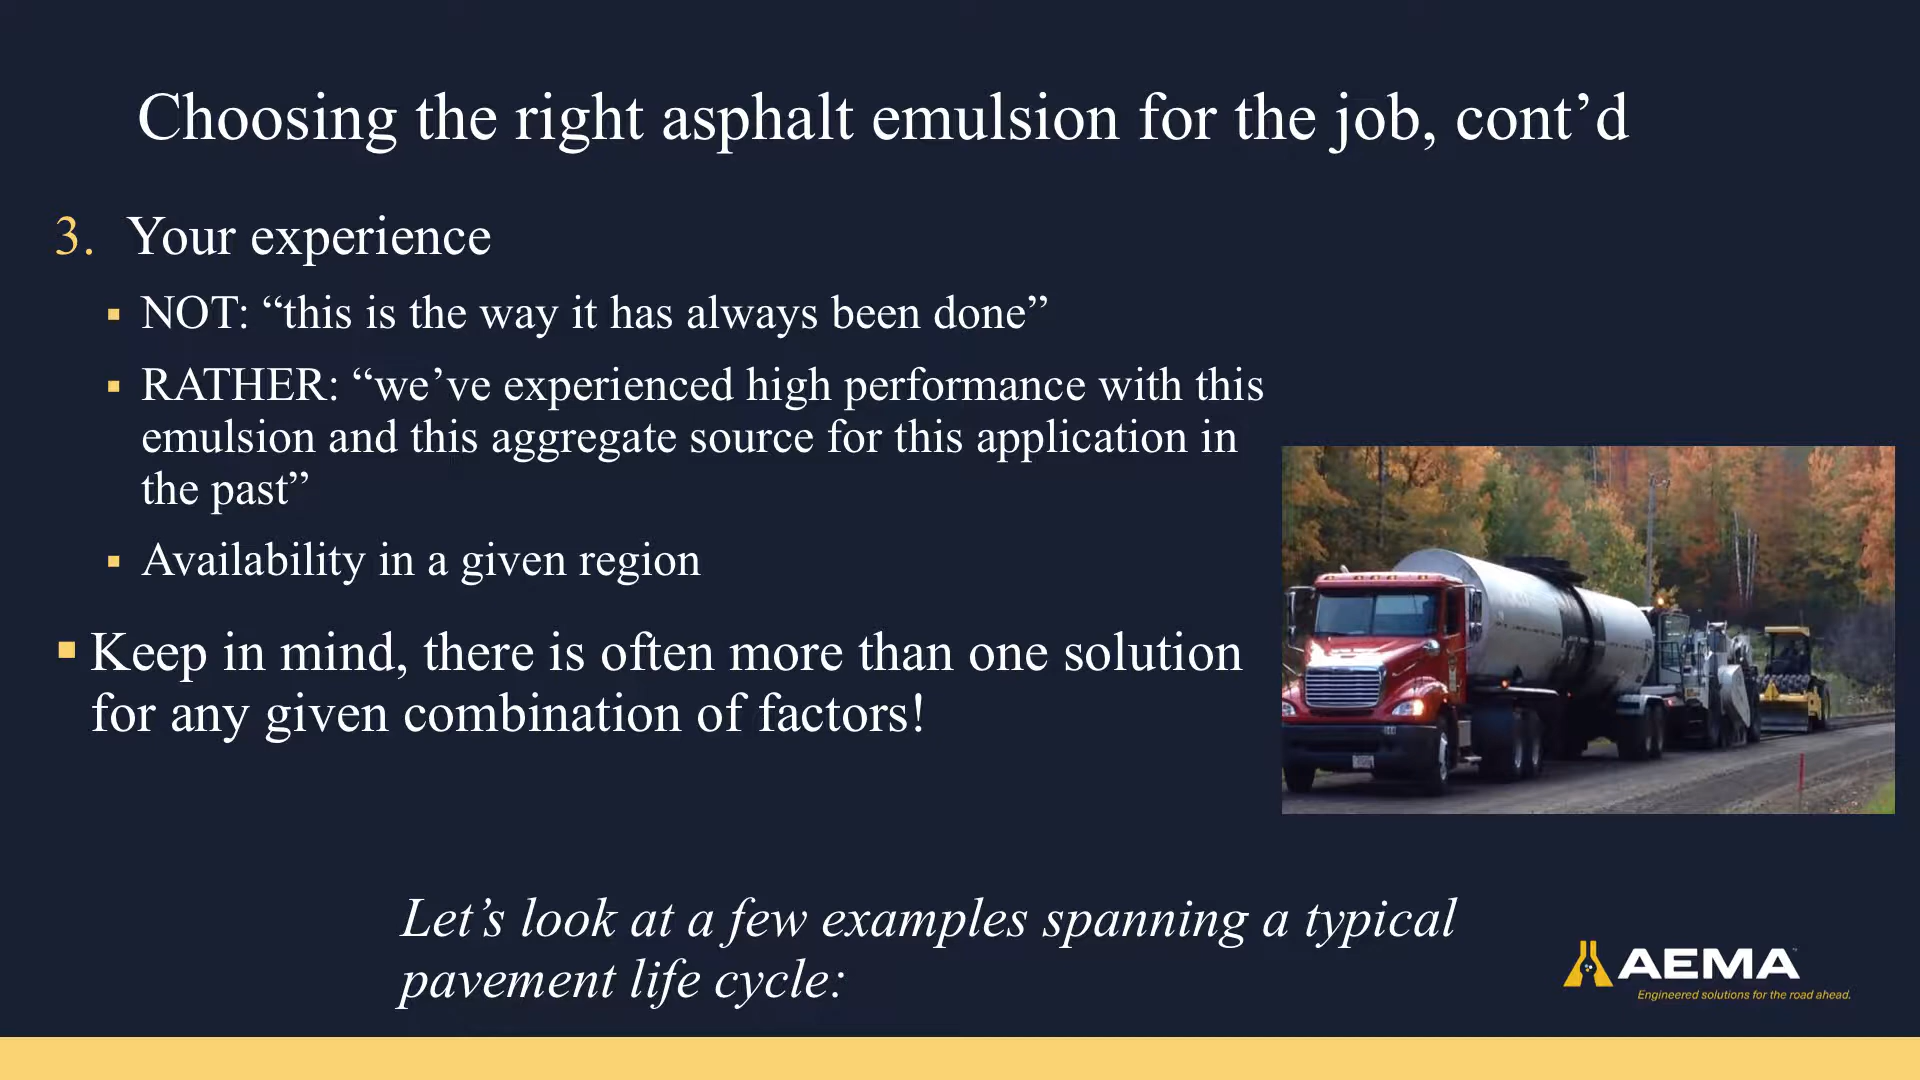 Choosing the right asphalt emulsion for the job, cont’d
3. Your experience
▪ NOT: “this is the way it has always been done”
▪ RATHER: “we’ve experienced high performance with this
emulsion and this aggregate source for this application in
the past”
▪ Availability in a given region
▪ Keep in mind, there is often more than one solution
for any given combination of factors!
Let’s look at a few examples spanning a typical
pavement life cycle:
AEMA
Engineered solutions for the road ahead.